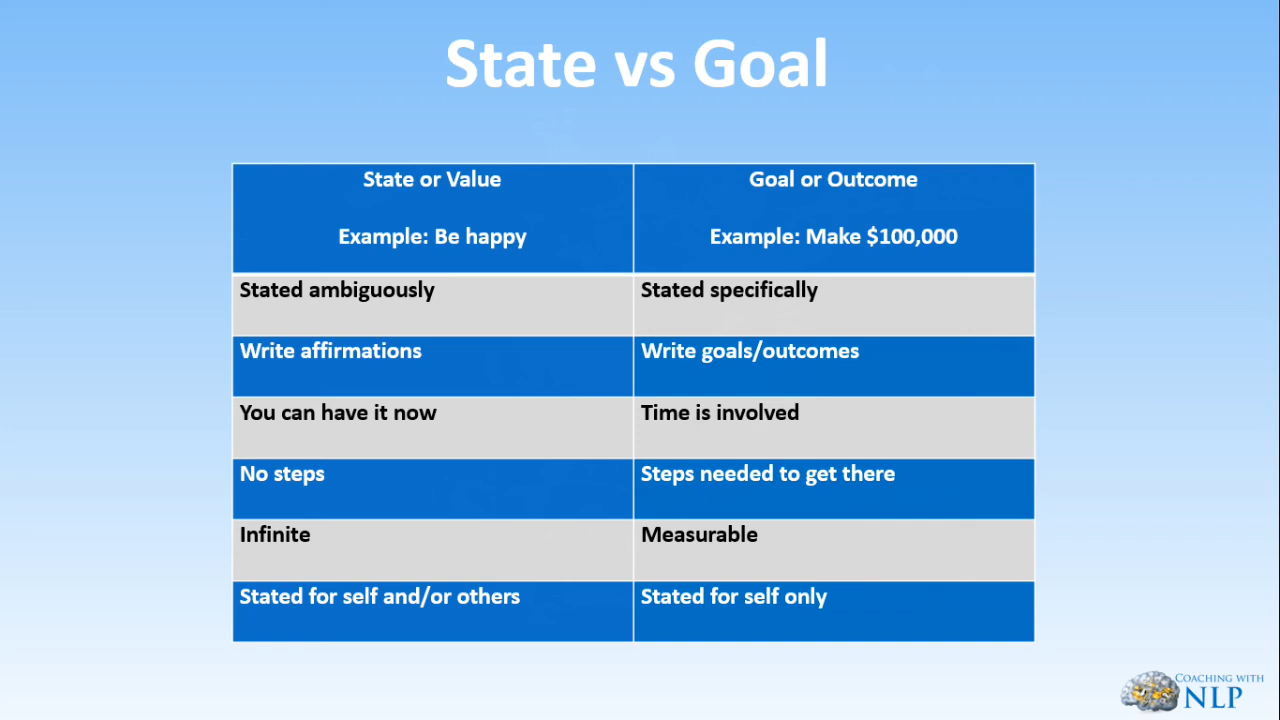 State vs Goal
State or Value
Example: Be happy
Goal or Outcome
Example: Make $100,000
Stated ambiguously
Stated specifically
Write affirmations
Write goals/outcomes
You can have it now
Time is involved
No steps
Steps needed to get there
Infinite
Measurable
Stated for self and/or others
Stated for self only
COACHING WITH
NLP